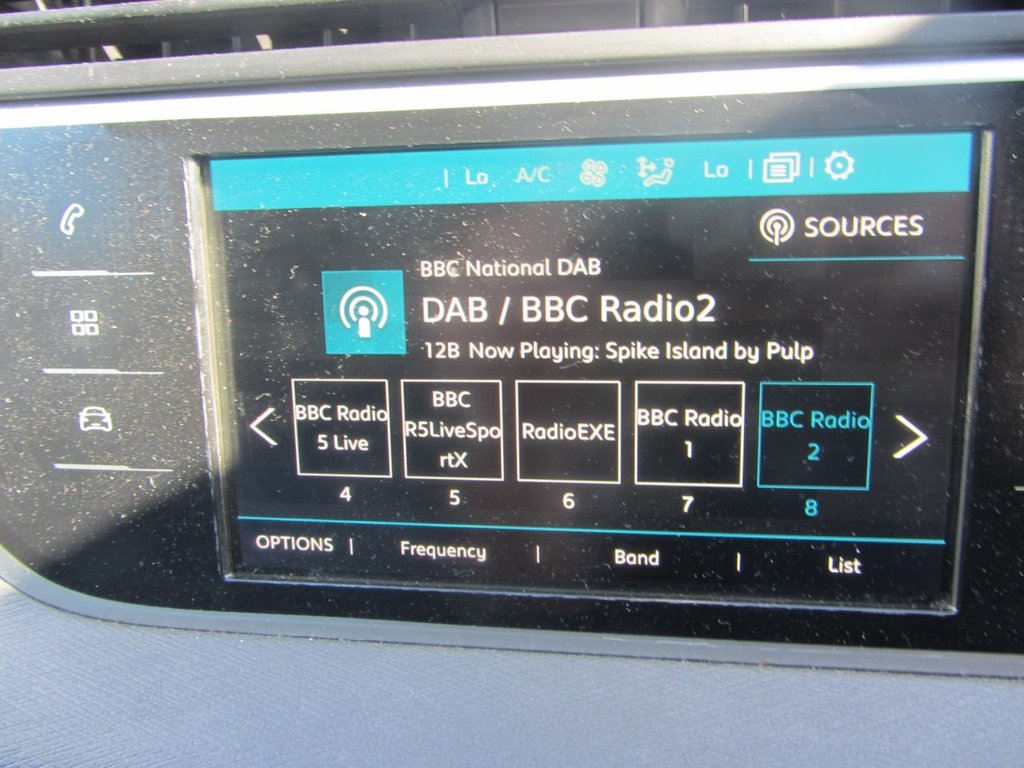 Lo A/C Lo
SOURCES
BBC National DAB
DAB / BBC Radio2
12B Now Playing: Spike Island by Pulp
BBC Radio
5 Live
4
BBC
R5LiveSpo
rtX
5
RadioEXE
6
BBC Radio
1
7
BBC Radio
2
8
OPTIONS | Frequency | Band | List